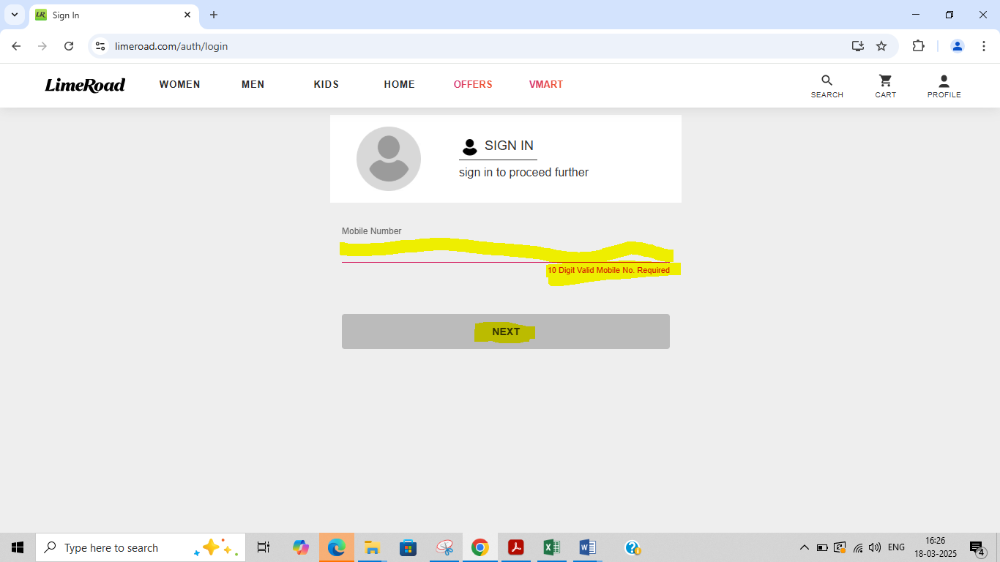 Sign In
limeroad.com/auth/login
LimeRoad
WOMEN
MEN
KIDS
HOME
OFFERS
VMART
SEARCH
CART
PROFILE
SIGN IN
sign in to proceed further
Mobile Number
10 Digit Valid Mobile No. Required
NEXT
Type here to search
ENG
16:26
18-03-2025
4